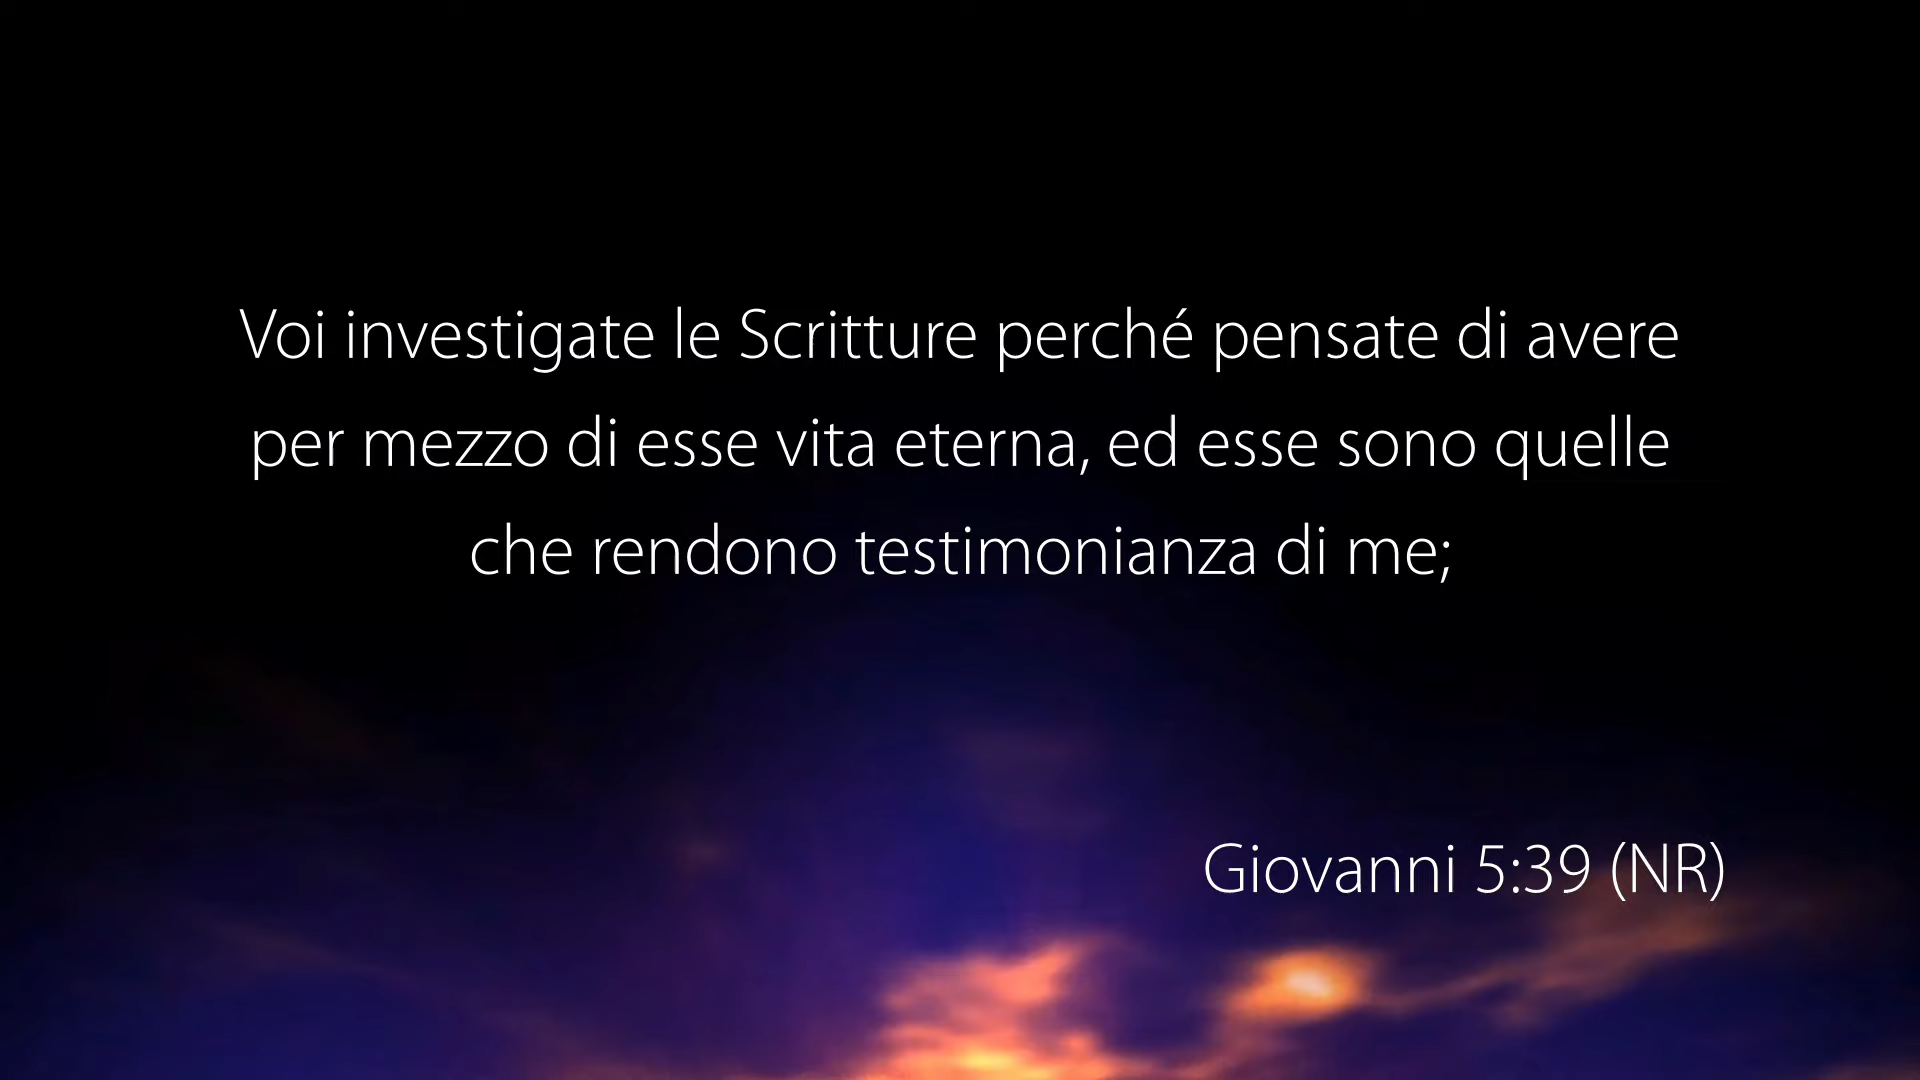 Voi investigate le Scritture perché pensate di avere
per mezzo di esse vita eterna, ed esse sono quelle
che rendono testimonianza di me;
Giovanni 5:39 (NR)